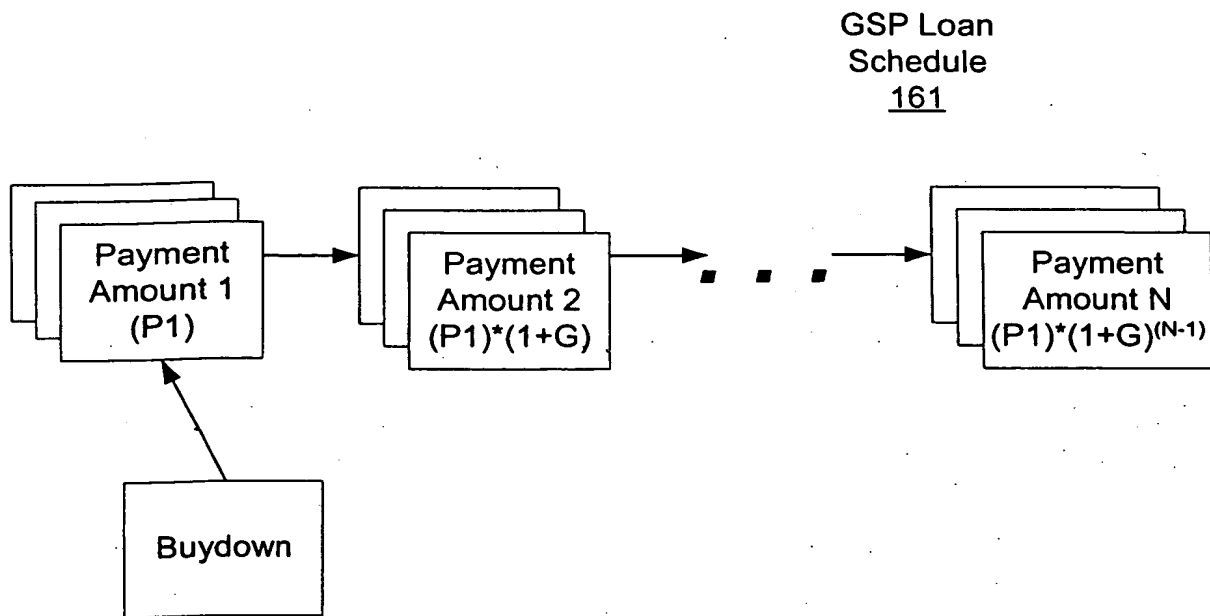 GSP Loan
Schedule
161
Payment
Amount 1
(P1)
Payment
Amount 2
(P1)*(1+G)
Payment
Amount N
(P1)*(1+G)(N-1)
Buydown